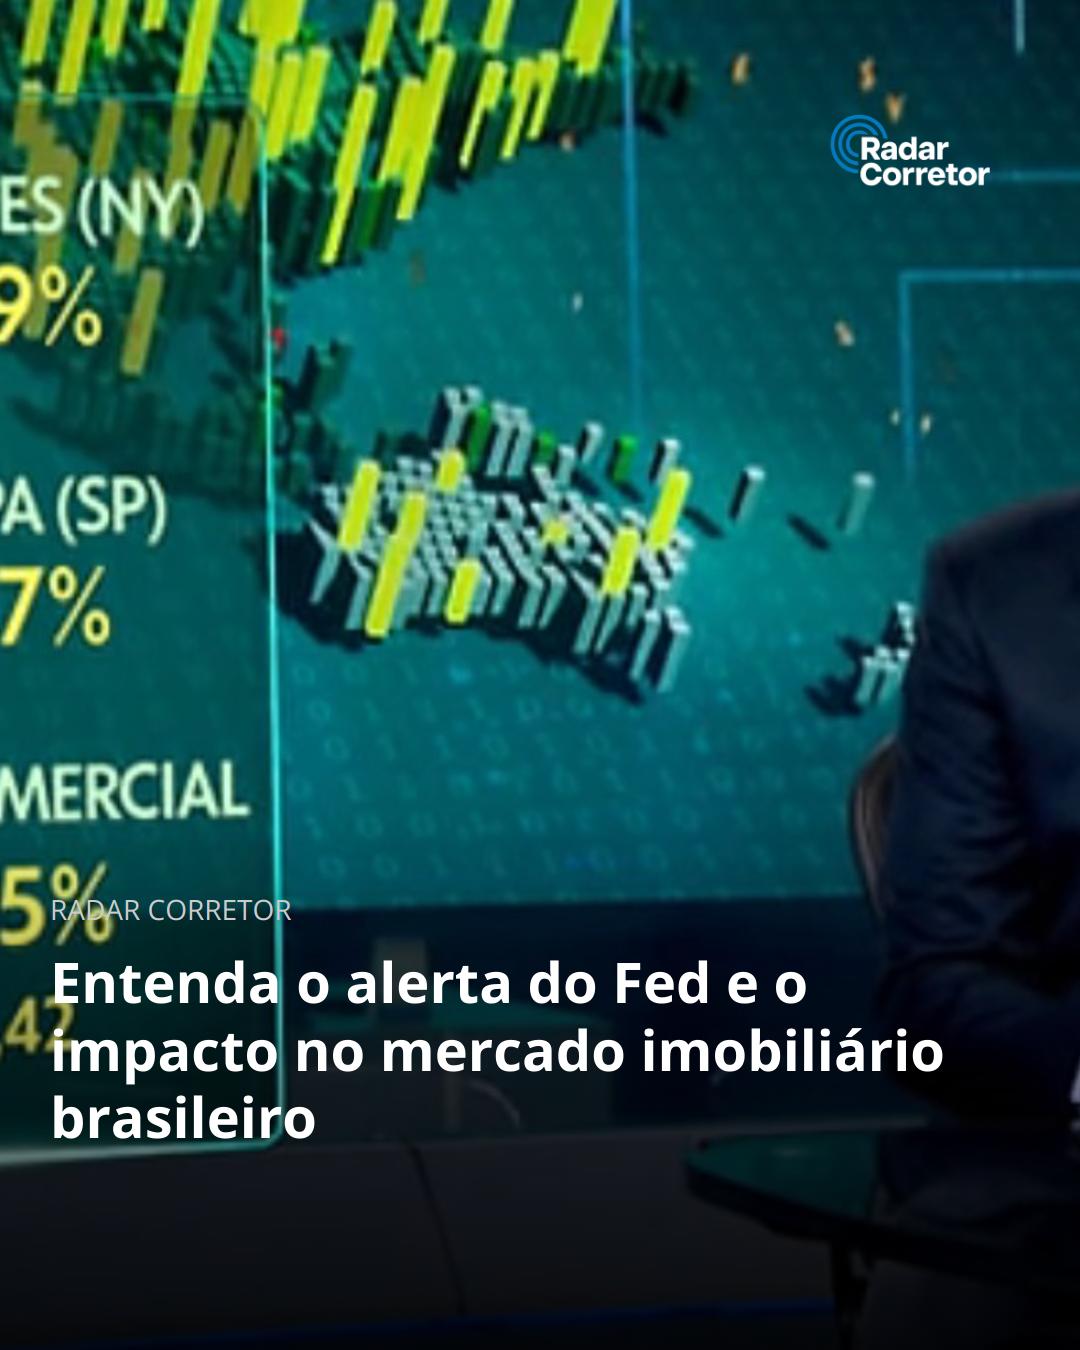 Radar
Corretor
ES (NY)
9%
PA (SP)
7%
MERCIAL
5%
,42
RADAR CORRETOR
Entenda o alerta do Fed e o
impacto no mercado imobiliário
brasileiro